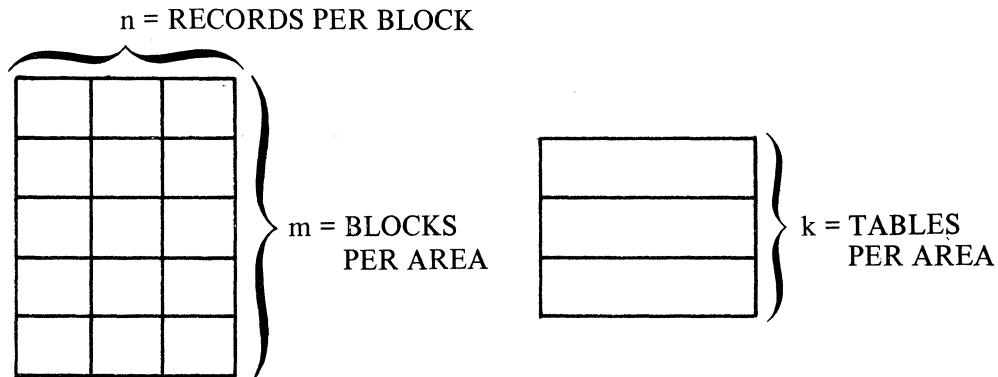 n = RECORDS PER BLOCK
m = BLOCKS
PER AREA
k = TABLES
PER AREA